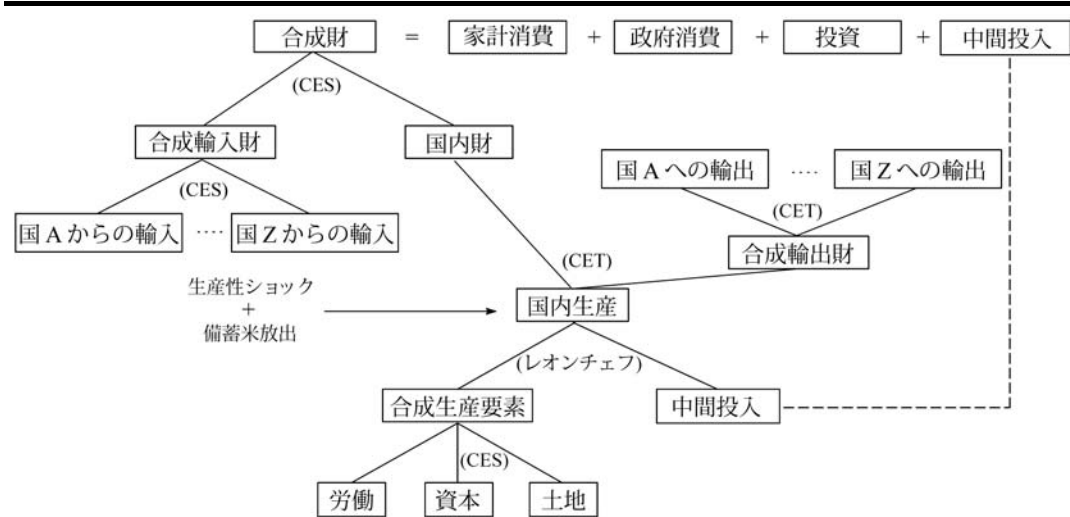 合成財 = 家計消費 + 政府消費 + 投資 + 中間投入
(CES)
合成輸入財 国内財
国 A への輸出 ···· 国 Z への輸出
(CES)
(CET)
国 A からの輸入 ···· 国 Z からの輸入
合成輸出財
(CET)
生産性ショック
+
備蓄米放出
国内生産
(レオンチェフ)
合成生産要素 中間投入
(CES)
労働 資本 土地